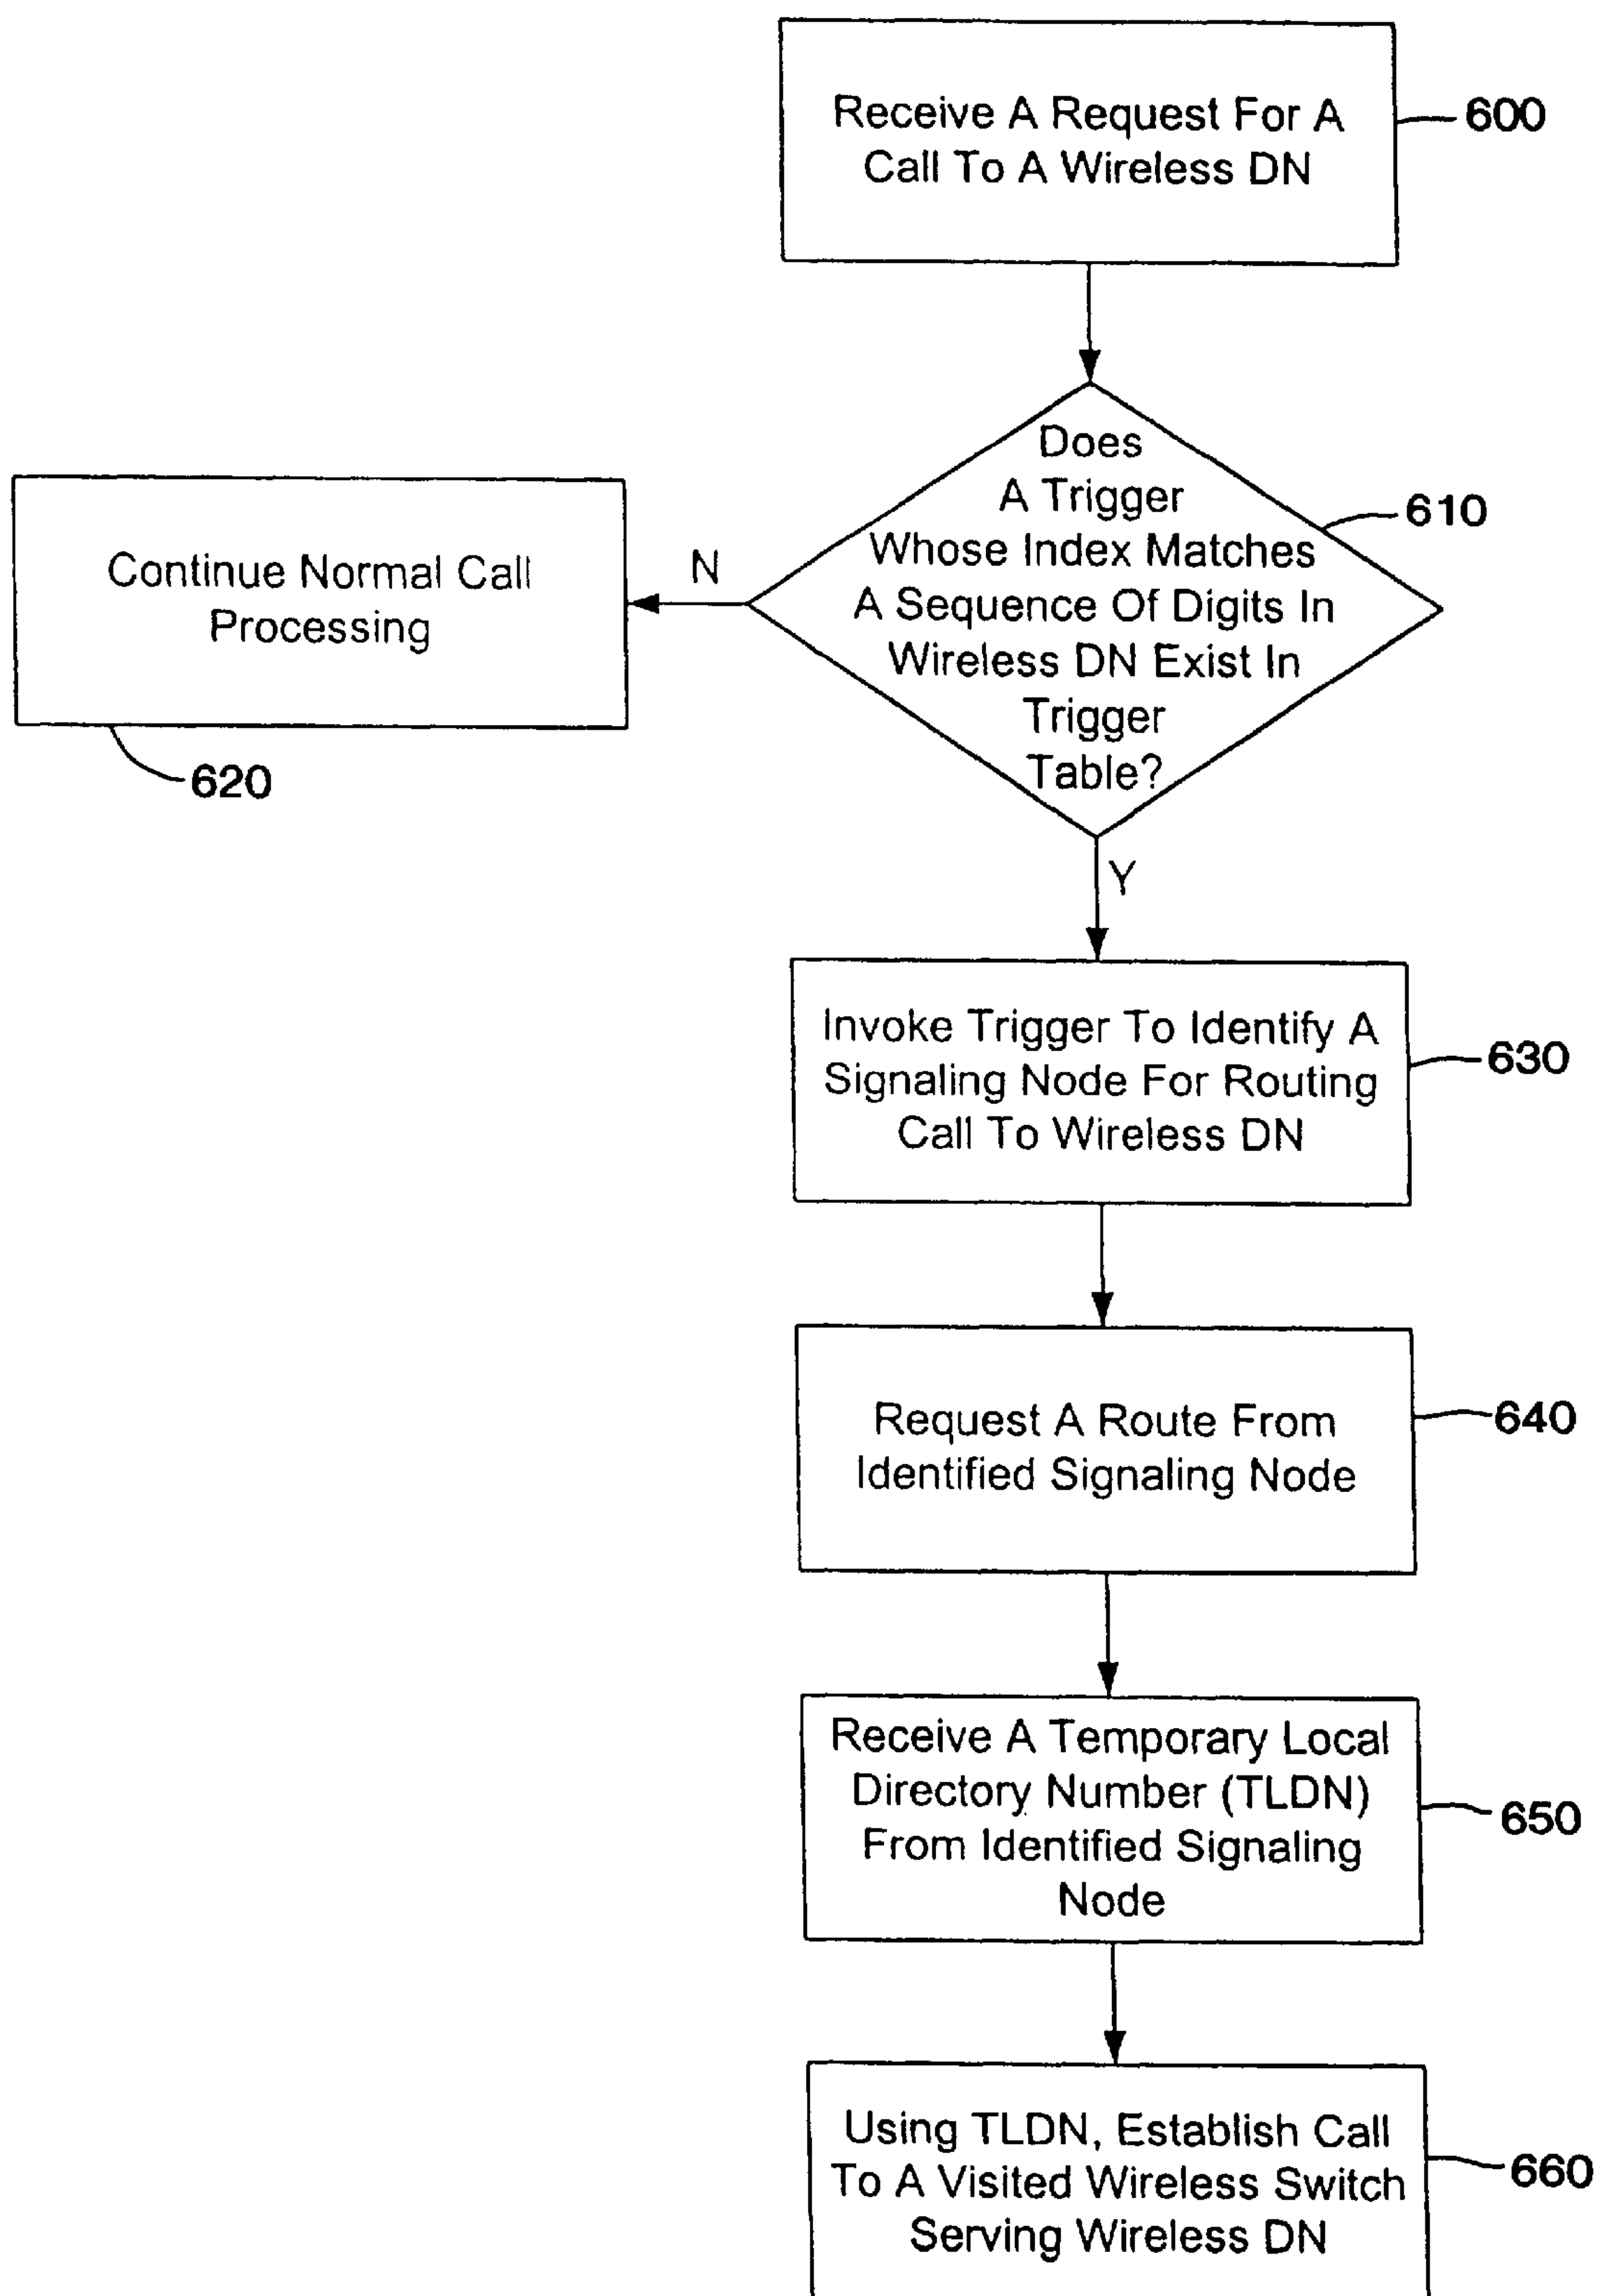 Receive A Request For A
Call To A Wireless DN
600
Does
A Trigger
Whose Index Matches
A Sequence Of Digits In
Wireless DN Exist In
Trigger
Table?
610
N
Continue Normal Call
Processing
620
Y
Invoke Trigger To Identify A
Signaling Node For Routing
Call To Wireless DN
630
Request A Route From
Identified Signaling Node
640
Receive A Temporary Local
Directory Number (TLDN)
From Identified Signaling
Node
650
Using TLDN, Establish Call
To A Visited Wireless Switch
Serving Wireless DN
660